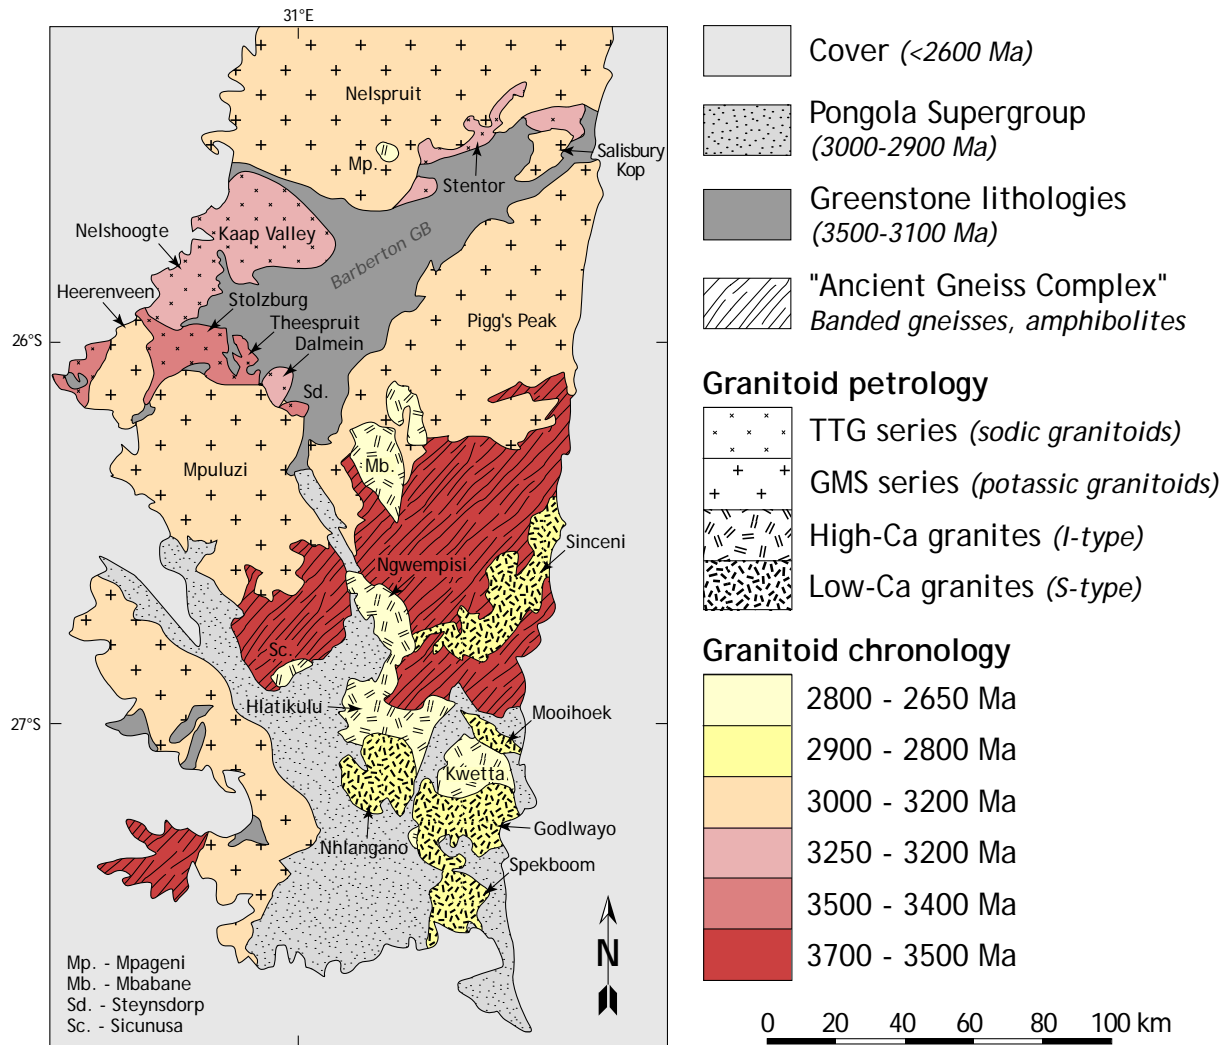 31°E
Nelspruit
Mp.
Salisbury
Kop
Stentor
Nelshoogte
Kaap Valley
Barberton GB
Heerenveen
Stolzburg
Theespruit
Dalmein
Pigg's Peak
26°S
Sd.
Mpuluzi
Mb.
Sinceni
Ngwempisi
Sc.
Hlatikulu
Mooihoek
27°S
Kwetta
Godlwayo
Nhlangano
Spekboom
N
Mp. - Mpageni
Mb. - Mbabane
Sd. - Steynsdorp
Sc. - Sicunusa
Cover (<2600 Ma)
Pongola Supergroup
(3000-2900 Ma)
Greenstone lithologies
(3500-3100 Ma)
"Ancient Gneiss Complex"
Banded gneisses, amphibolites
Granitoid petrology
TTG series (sodic granitoids)
GMS series (potassic granitoids)
High-Ca granites (I-type)
Low-Ca granites (S-type)
Granitoid chronology
2800 - 2650 Ma
2900 - 2800 Ma
3000 - 3200 Ma
3250 - 3200 Ma
3500 - 3400 Ma
3700 - 3500 Ma
0 20 40 60 80 100 km